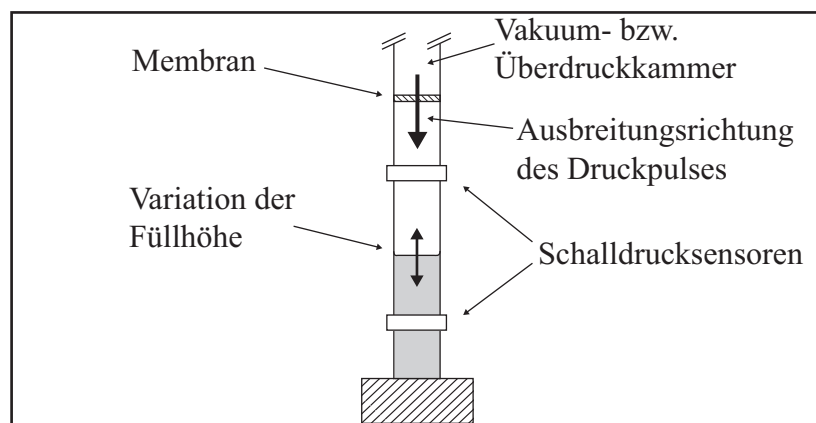 Vakuum- bzw.
Überdruckkammer
Membran
Ausbreitungsrichtung
des Druckpulses
Variation der
Füllhöhe
Schalldrucksensoren